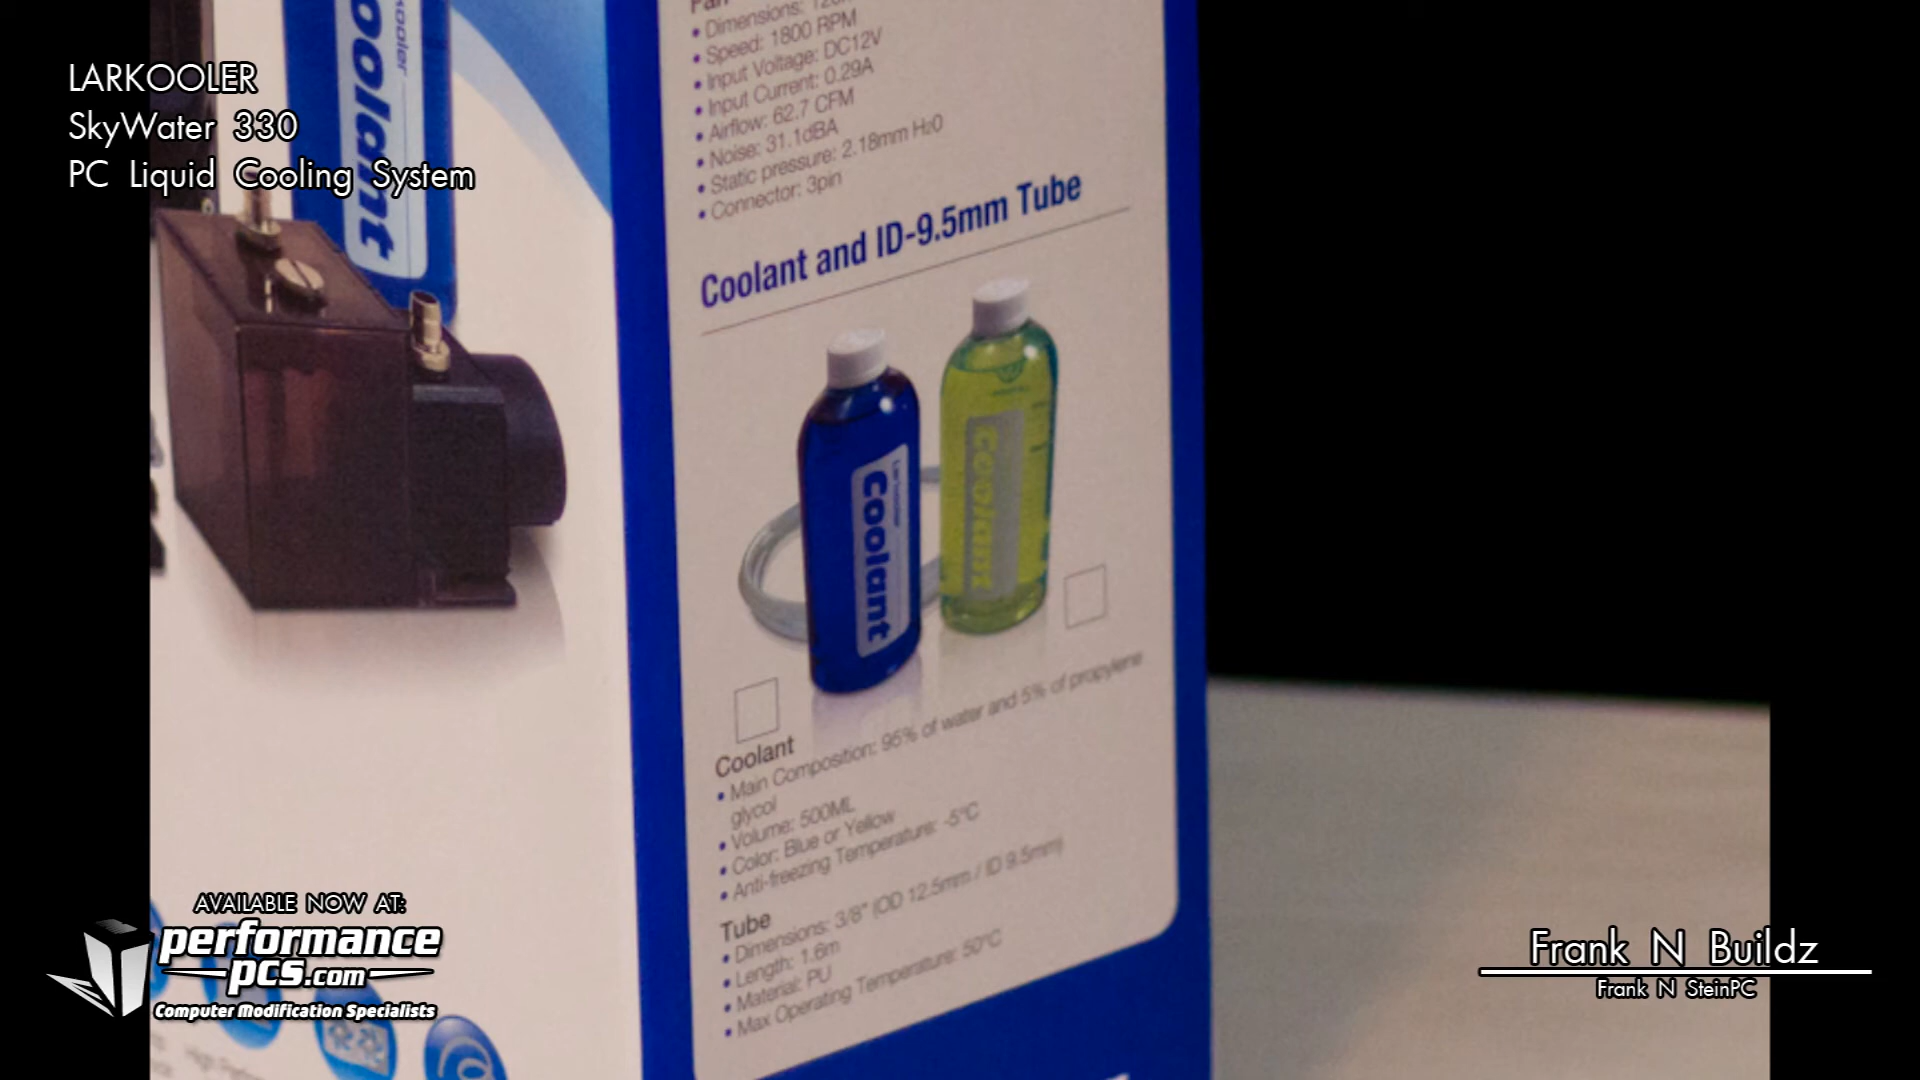 LARKOOLER
SkyWater 330
PC Liquid Cooling System
Coolant
Fan
• Dimensions:
• Speed: 1800 RPM
• Input Voltage: DC12V
• Input Current: 0.29A
• Airflow: 62.7 CFM
• Noise: 31.1dBA
• Static pressure: 2.18mm H2O
• Connector: 3pin
Coolant and ID-9.5mm Tube
Coolant
Coolant
Coolant
• Main Composition: 95% of water and 5% of propylene
glycol
• Volume: 500ML
• Color: Blue or Yellow
• Anti-freezing Temperature: -5°C
Tube
• Dimensions: 3/8" (OD 12.5mm / ID 9.5mm)
• Length: 1.6m
• Material: PU
• Max Operating Temperature: 50°C
AVAILABLE NOW AT:
performance
pcs.com
Computer Modification Specialists
Frank N Buildz
Frank N SteinPC